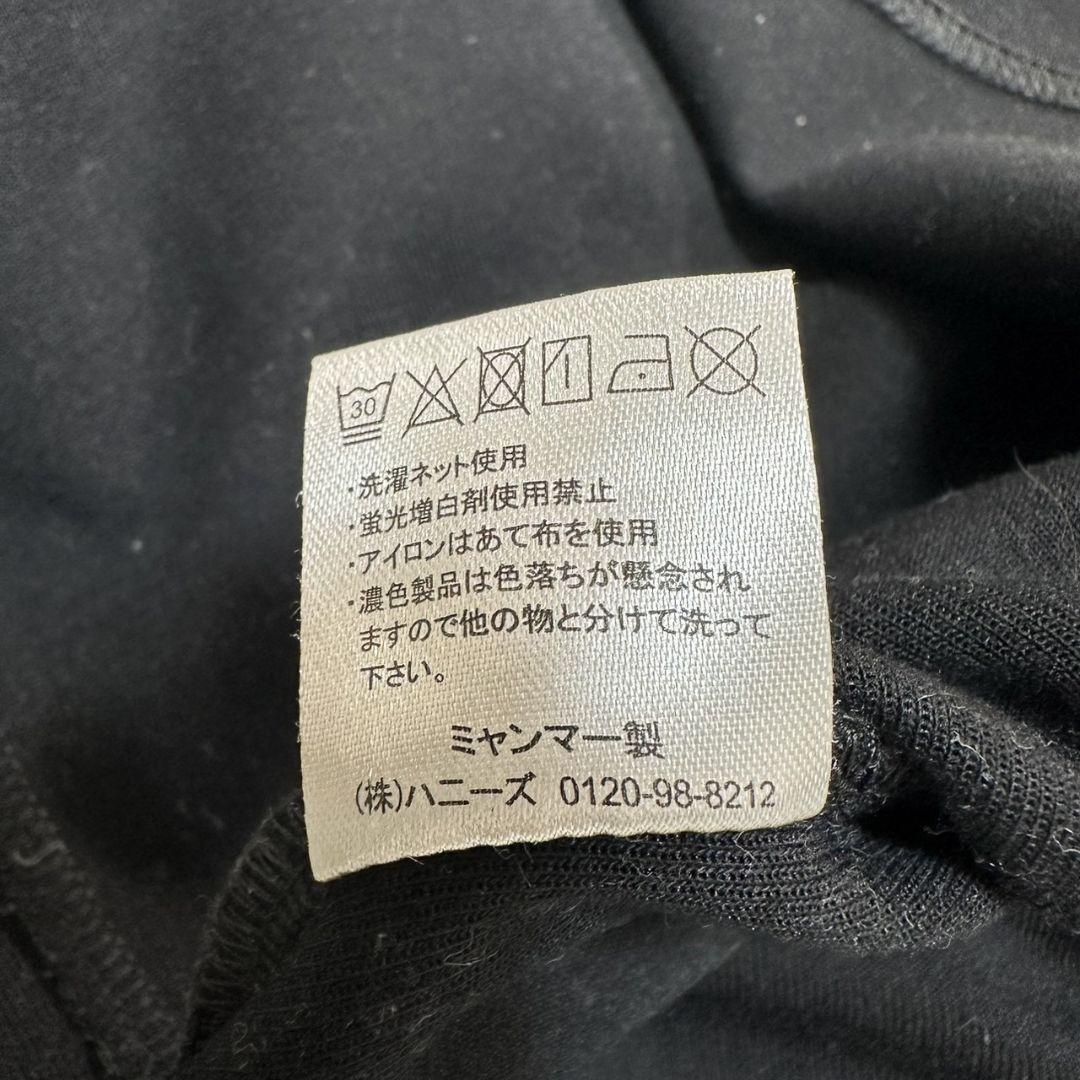 30
・洗濯ネット使用
・蛍光増白剤使用禁止
・アイロンはあて布を使用
・濃色製品は色落ちが懸念され
ますので他の物と分けて洗って
下さい。
ミャンマー製
(株)ハニーズ 0120-98-8212